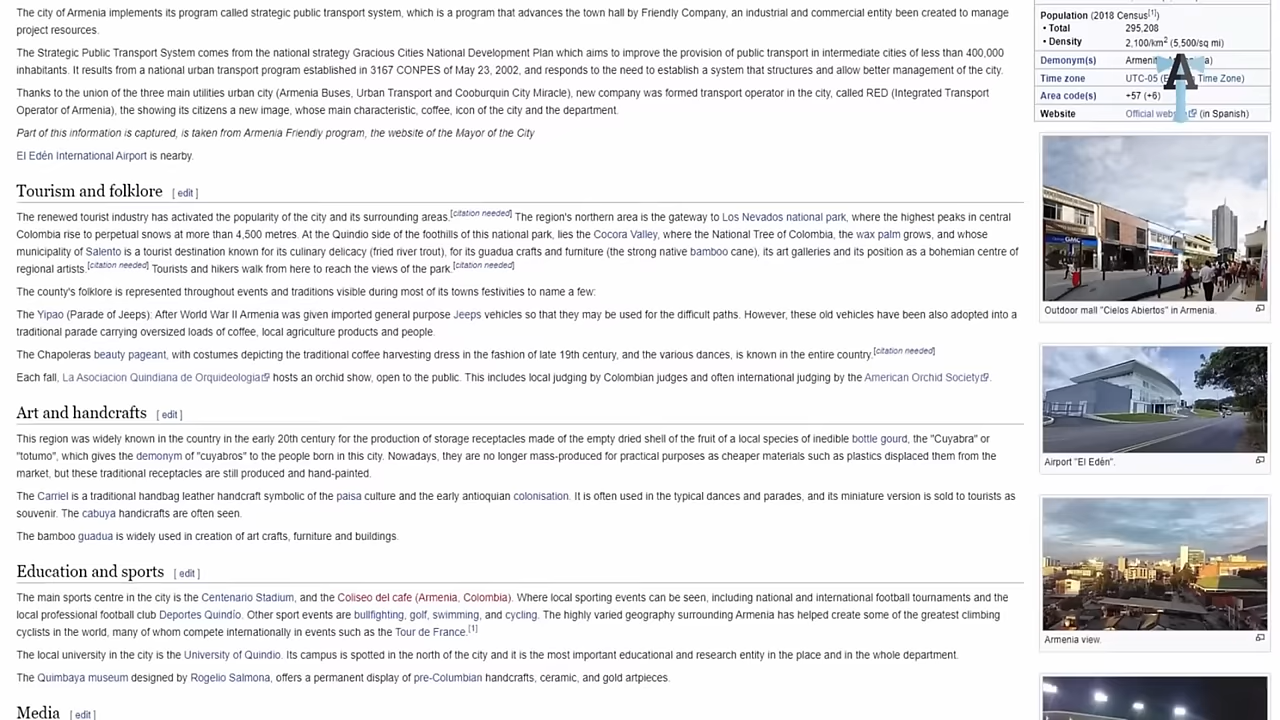 The city of Armenia implements its program called strategic public transport system, which is a program that advances the town hall by Friendly Company, an industrial and commercial entity been created to manage
project resources.
The Strategic Public Transport System comes from the national strategy Gracious Cities National Development Plan which aims to improve the provision of public transport in intermediate cities of less than 400,000
inhabitants. It results from a national urban transport program established in 3167 CONPES of May 23, 2002, and responds to the need to establish a system that structures and allow better management of the city.
Thanks to the union of the three main utilities urban city (Armenia Buses, Urban Transport and Cooburquin City Miracle), new company was formed transport operator in the city, called RED (Integrated Transport
Operator of Armenia), the showing its citizens a new image, whose main characteristic, coffee, icon of the city and the department.
Part of this information is captured, is taken from Armenia Friendly program, the website of the Mayor of the City
El Edén International Airport is nearby.
Tourism and folklore [ edit ]
The renewed tourist industry has activated the popularity of the city and its surrounding areas.[citation needed] The region's northern area is the gateway to Los Nevados national park, where the highest peaks in central
Colombia rise to perpetual snows at more than 4,500 metres. At the Quindio side of the foothills of this national park, lies the Cocora Valley, where the National Tree of Colombia, the wax palm grows, and whose
municipality of Salento is a tourist destination known for its culinary delicacy (fried river trout), for its guadua crafts and furniture (the strong native bamboo cane), its art galleries and its position as a bohemian centre of
regional artists.[citation needed] Tourists and hikers walk from here to reach the views of the park.[citation needed]
The county's folklore is represented throughout events and traditions visible during most of its towns festivities to name a few:
The Yipao (Parade of Jeeps): After World War II Armenia was given imported general purpose Jeeps vehicles so that they may be used for the difficult paths. However, these old vehicles have been also adopted into a
traditional parade carrying oversized loads of coffee, local agriculture products and people.
The Chapoleras beauty pageant, with costumes depicting the traditional coffee harvesting dress in the fashion of late 19th century, and the various dances, is known in the entire country.[citation needed]
Each fall, La Asociacion Quindiana de Orquideologia hosts an orchid show, open to the public. This includes local judging by Colombian judges and often international judging by the American Orchid Society.
Art and handcrafts [ edit ]
This region was widely known in the country in the early 20th century for the production of storage receptacles made of the empty dried shell of the fruit of a local species of inedible bottle gourd, the "Cuyabra" or
"totumo", which gives the demonym of "cuyabros" to the people born in this city. Nowadays, they are no longer mass-produced for practical purposes as cheaper materials such as plastics displaced them from the
market, but these traditional receptacles are still produced and hand-painted.
The Carriel is a traditional handbag leather handcraft symbolic of the paisa culture and the early antioquian colonisation. It is often used in the typical dances and parades, and its miniature version is sold to tourists as
souvenir. The cabuya handicrafts are often seen.
The bamboo guadua is widely used in creation of art crafts, furniture and buildings.
Education and sports [ edit ]
The main sports centre in the city is the Centenario Stadium, and the Coliseo del cafe (Armenia, Colombia). Where local sporting events can be seen, including national and international football tournaments and the
local professional football club Deportes Quindío. Other sport events are bullfighting, golf, swimming, and cycling. The highly varied geography surrounding Armenia has helped create some of the greatest climbing
cyclists in the world, many of whom compete internationally in events such as the Tour de France.[1]
The local university in the city is the University of Quindio. Its campus is spotted in the north of the city and it is the most important educational and research entity in the place and in the whole department.
The Quimbaya museum designed by Rogelio Salmona, offers a permanent display of pre-Columbian handcrafts, ceramic, and gold artpieces.
Media [ edit ]
Population (2018 Census[1])
• Total 295,208
• Density 2,100/km2 (5,500/sq mi)
Demonym(s)
Time zone UTC-05 Time Zone)
Area code(s) +57 (+6)
Website Official (in Spanish)
A
GMC
Outdoor mall "Cielos Abiertos" in Armenia.
Airport "El Edén".
Armenia view.